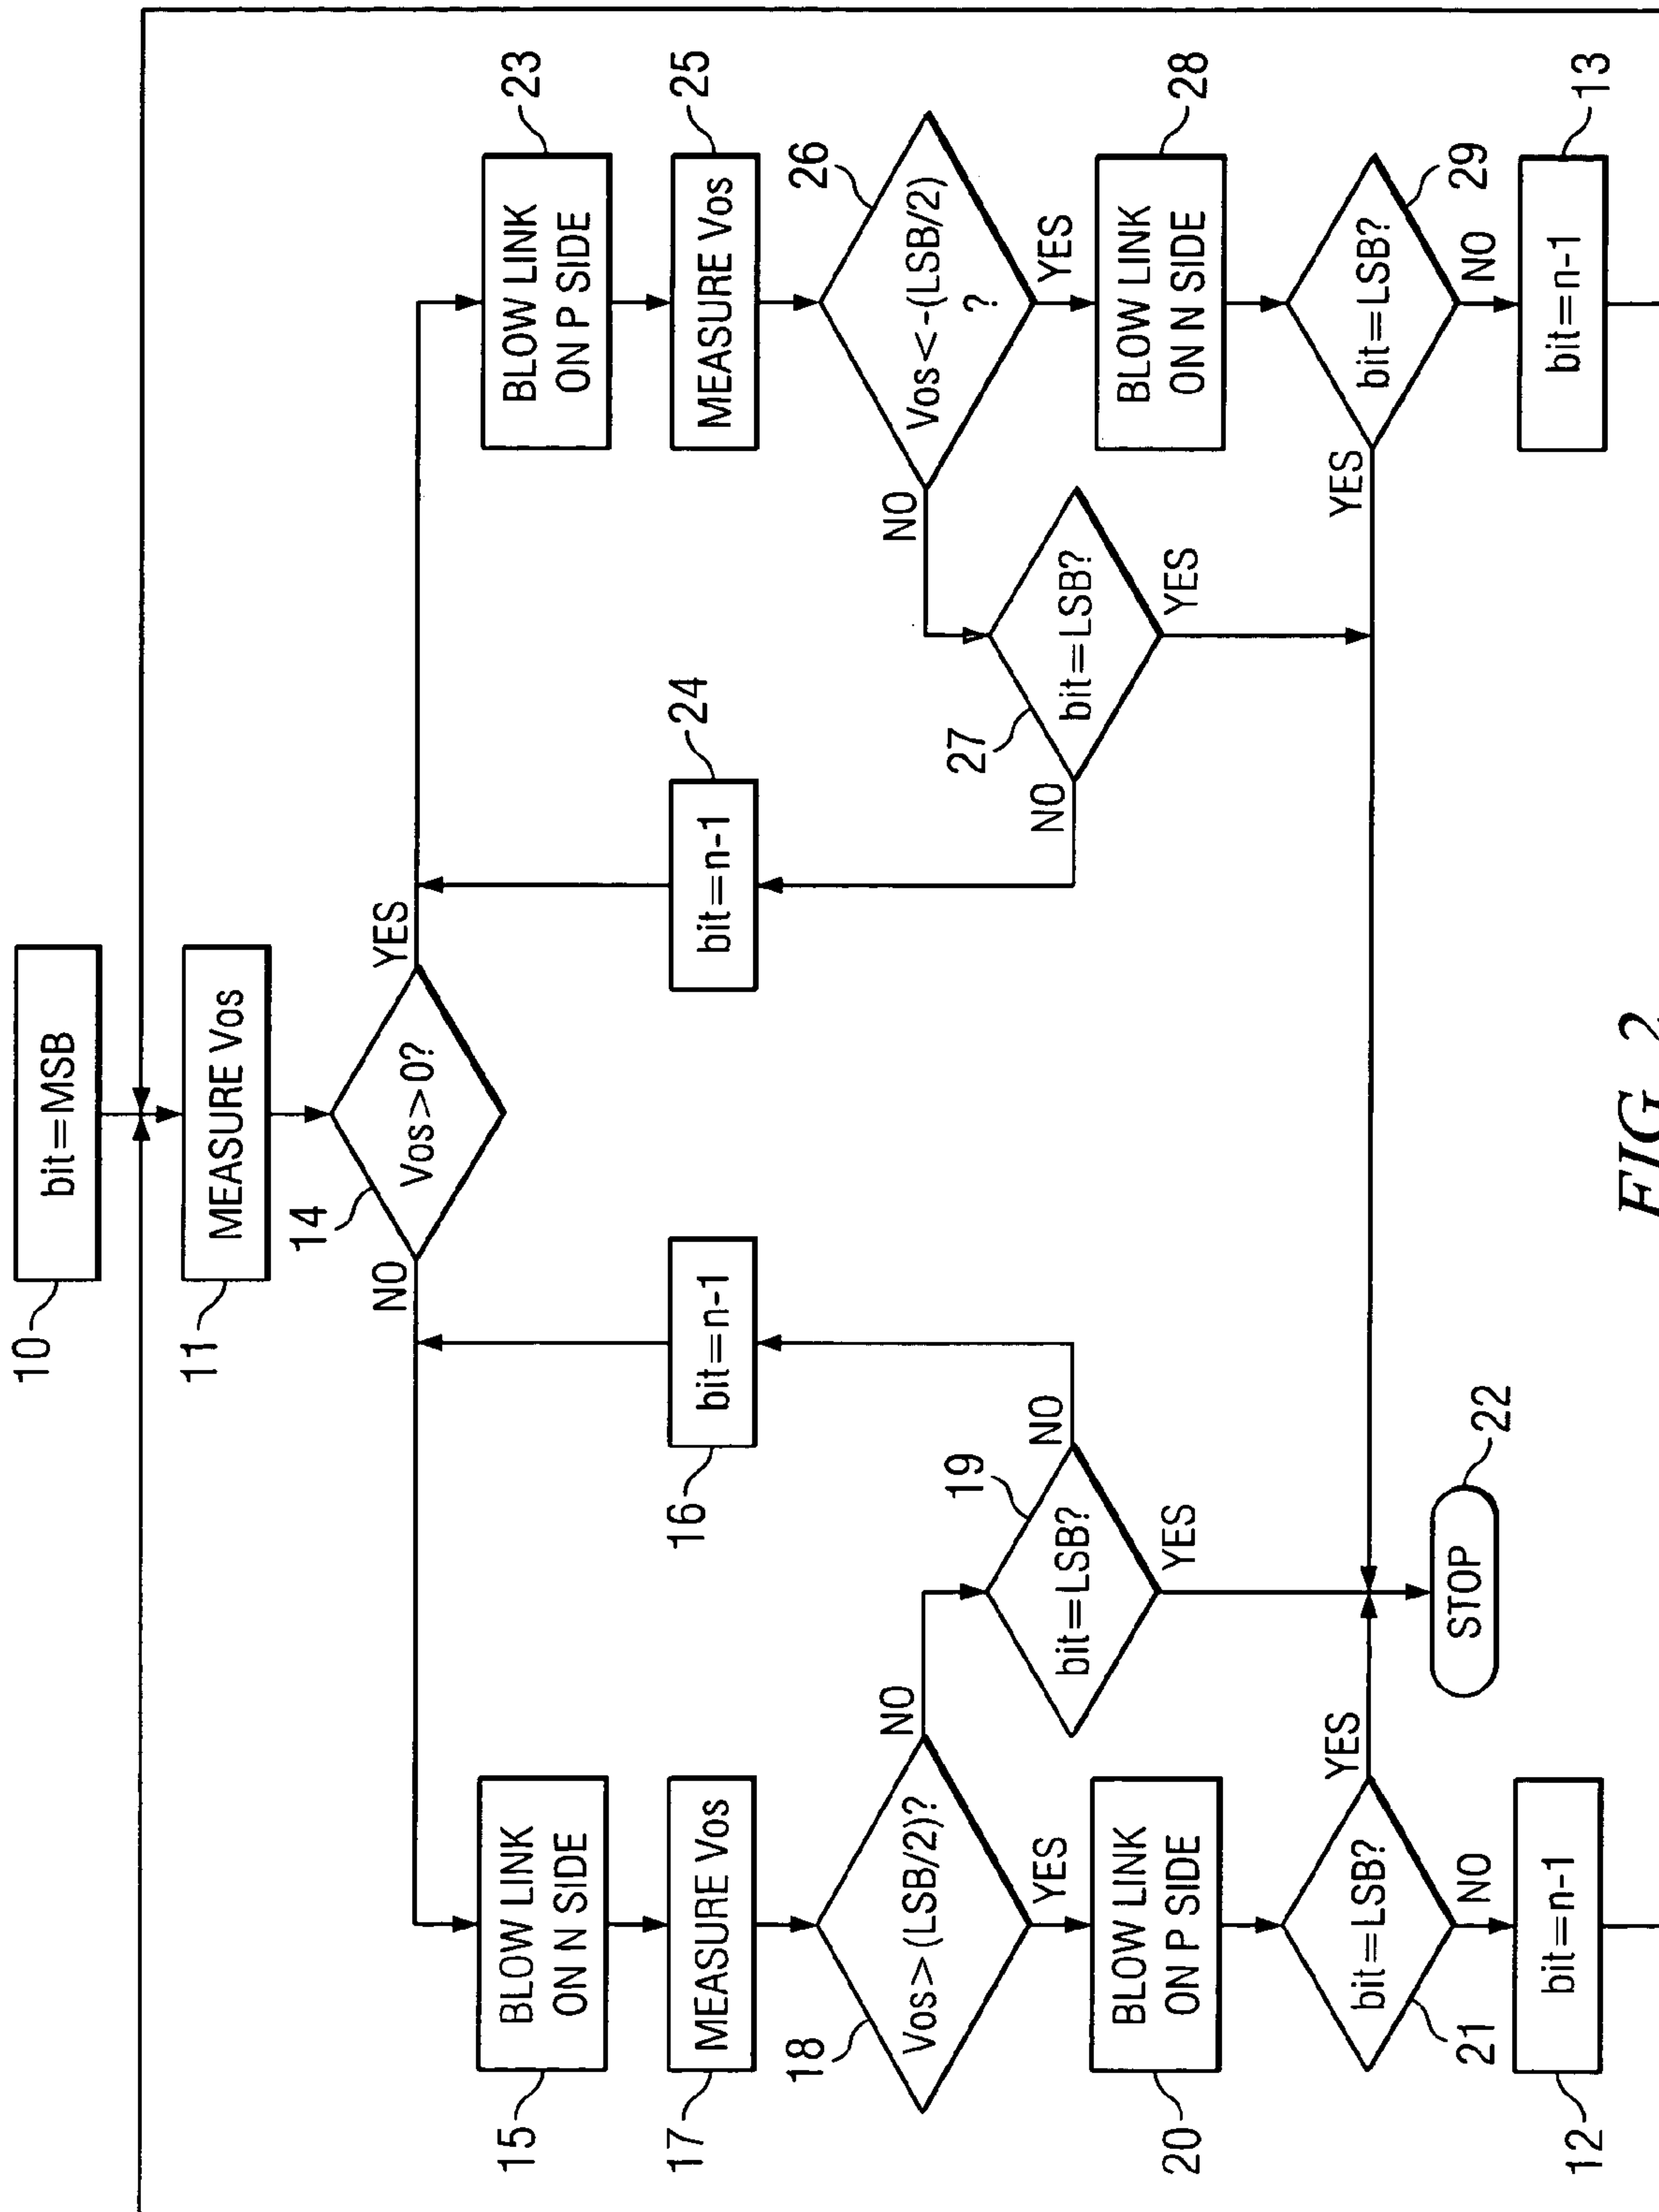 10
bit=MSB
11
MEASURE Vos
14
Vos>0?
NO
YES
15
BLOW LINK
ON N SIDE
16
bit=n-1
24
bit=n-1
BLOW LINK
ON P SIDE
23
17
MEASURE Vos
MEASURE Vos
25
18
Vos>(LSB/2)?
NO
YES
19
bit=LSB?
NO
YES
27
bit=LSB?
NO
YES
26
Vos<-(LSB/2)
?
NO
YES
20
BLOW LINK
ON P SIDE
BLOW LINK
ON N SIDE
28
21
bit=LSB?
YES
NO
STOP
22
bit=LSB?
29
YES
NO
12
bit=n-1
bit=n-1
13
FIG. 2